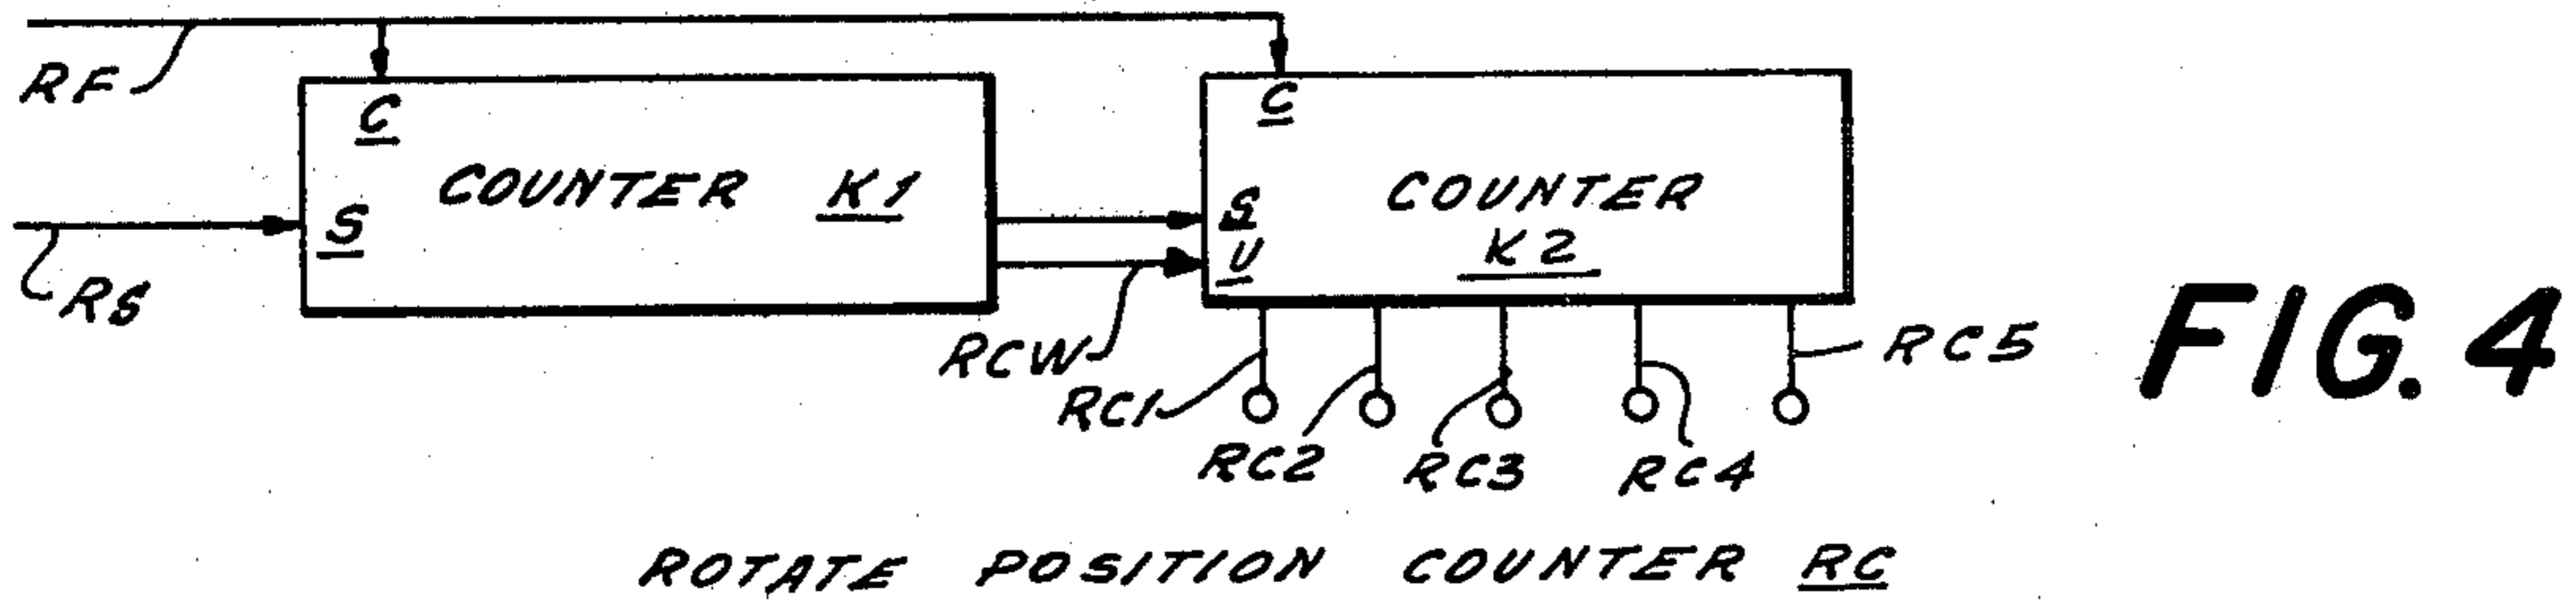 RF
C
C
COUNTER K1
COUNTER
K2
S
S
U
RS
RCW
RC1
RC2
RC3
RC4
RC5
FIG. 4
ROTATE POSITION COUNTER RC